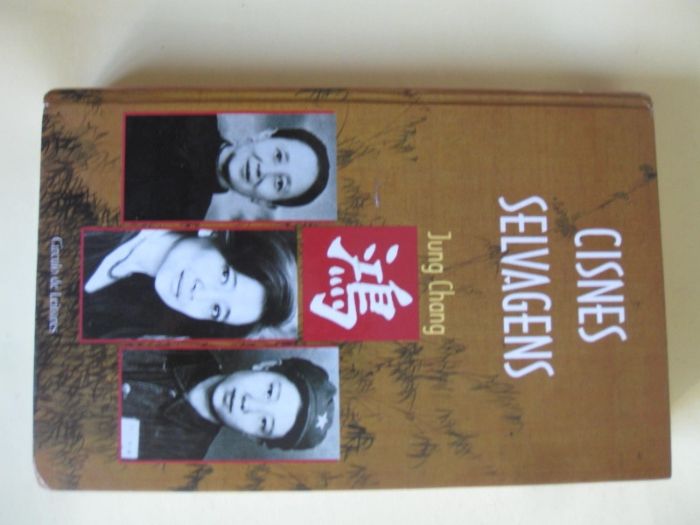 CISNES
SELVAGENS
Jung Chang
鴻
Círculo de Leitores